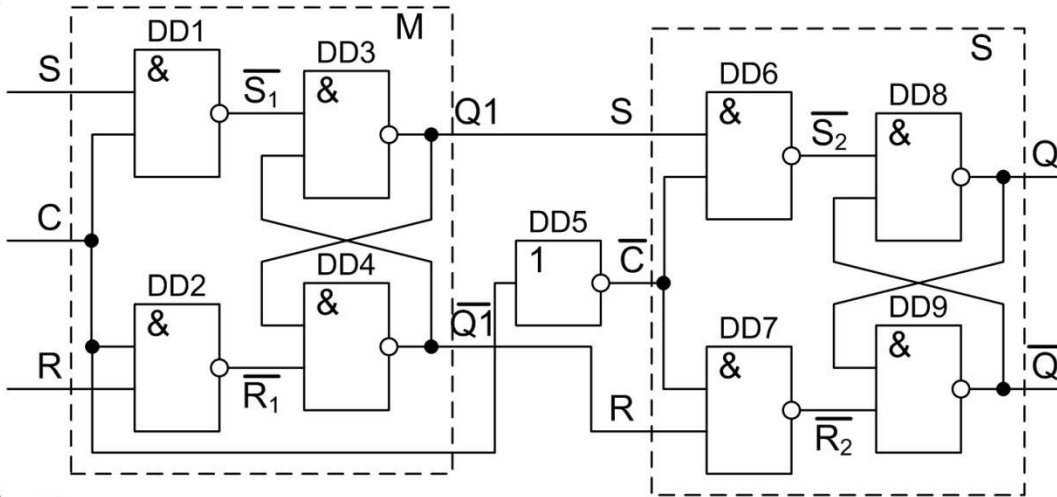 M
DD1
S
&
S̅₁
DD3
&
Q1
C
DD2
&
R
R̅₁
DD4
&
Q̅1̅
DD5
1
C̅
S
DD6
S
&
S̅₂
DD8
&
Q
DD7
&
R
R̅₂
DD9
&
Q̅